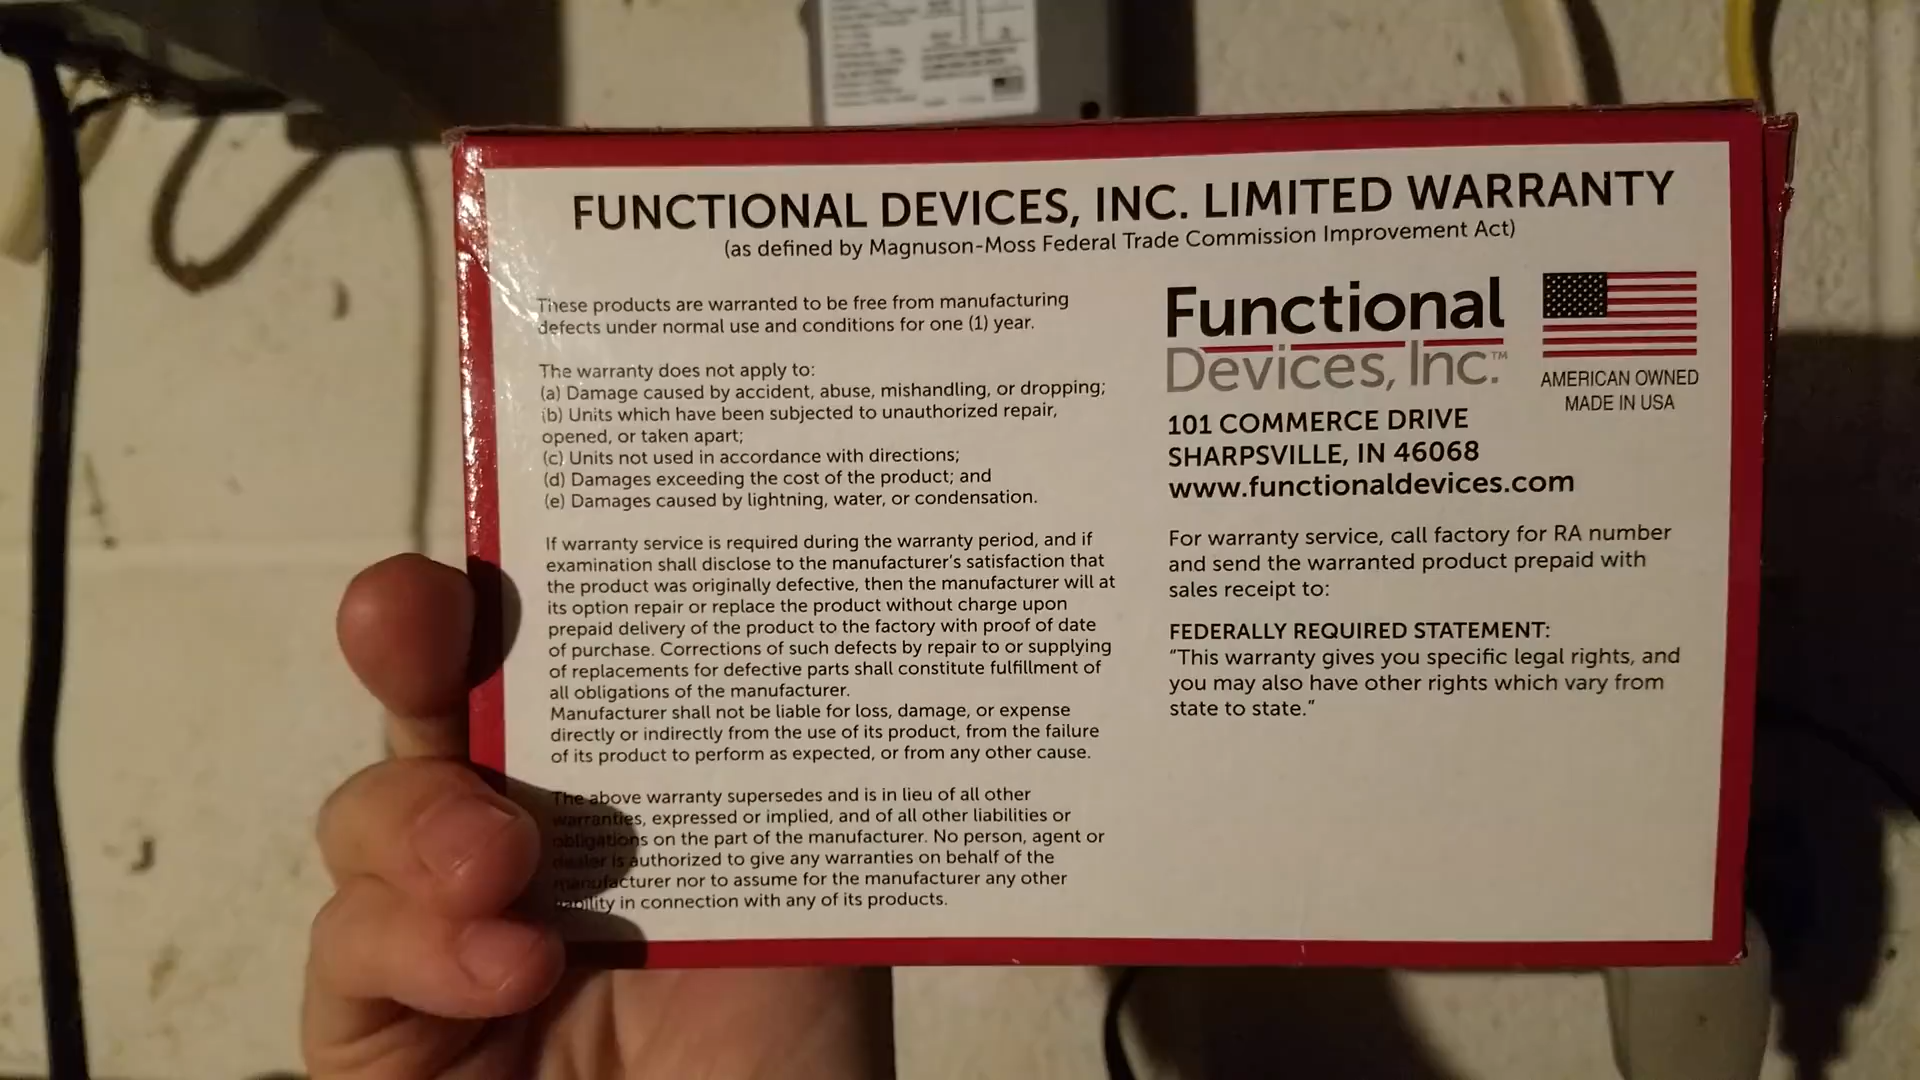 FUNCTIONAL DEVICES, INC. LIMITED WARRANTY
(as defined by Magnuson-Moss Federal Trade Commission Improvement Act)
These products are warranted to be free from manufacturing
defects under normal use and conditions for one (1) year.
The warranty does not apply to:
(a) Damage caused by accident, abuse, mishandling, or dropping;
(b) Units which have been subjected to unauthorized repair,
opened, or taken apart;
(c) Units not used in accordance with directions;
(d) Damages exceeding the cost of the product; and
(e) Damages caused by lightning, water, or condensation.
If warranty service is required during the warranty period, and if
examination shall disclose to the manufacturer's satisfaction that
the product was originally defective, then the manufacturer will at
its option repair or replace the product without charge upon
prepaid delivery of the product to the factory with proof of date
of purchase. Corrections of such defects by repair to or supplying
of replacements for defective parts shall constitute fulfillment of
all obligations of the manufacturer.
Manufacturer shall not be liable for loss, damage, or expense
directly or indirectly from the use of its product, from the failure
of its product to perform as expected, or from any other cause.
The above warranty supersedes and is in lieu of all other
warranties, expressed or implied, and of all other liabilities or
obligations on the part of the manufacturer. No person, agent or
dealer is authorized to give any warranties on behalf of the
manufacturer nor to assume for the manufacturer any other
liability in connection with any of its products.
Functional
Devices, Inc.™
AMERICAN OWNED
MADE IN USA
101 COMMERCE DRIVE
SHARPSVILLE, IN 46068
www.functionaldevices.com
For warranty service, call factory for RA number
and send the warranted product prepaid with
sales receipt to:
FEDERALLY REQUIRED STATEMENT:
"This warranty gives you specific legal rights, and
you may also have other rights which vary from
state to state."